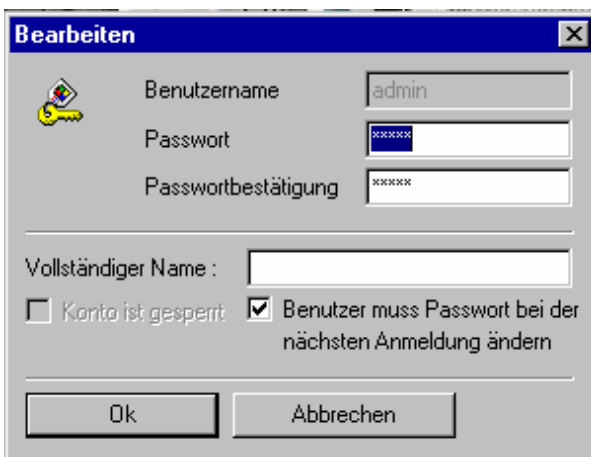 Bearbeiten
Benutzername admin
Passwort *****
Passwortbestätigung *****
Vollständiger Name :
Konto ist gesperrt Benutzer muss Passwort bei der
nächsten Anmeldung ändern
Ok Abbrechen